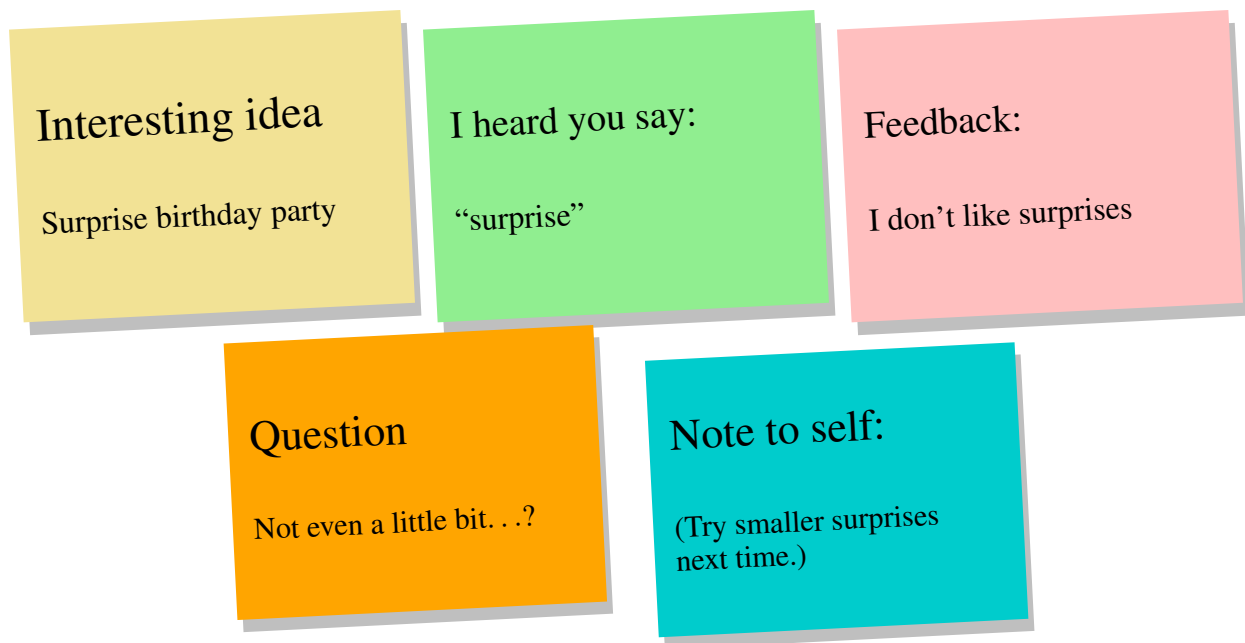 Interesting idea
Surprise birthday party
I heard you say:
“surprise”
Feedback:
I don’t like surprises
Question
Not even a little bit. . .?
Note to self:
(Try smaller surprises
next time.)